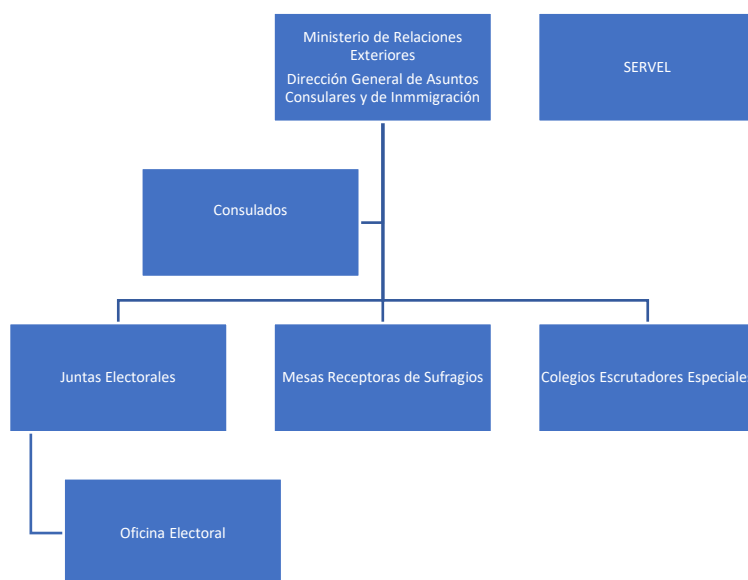 Ministerio de Relaciones
Exteriores
Dirección General de Asuntos
Consulares y de Inmmigración
SERVEL
Consulados
Juntas Electorales
Mesas Receptoras de Sufragios
Colegios Escrutadores Especiales
Oficina Electoral